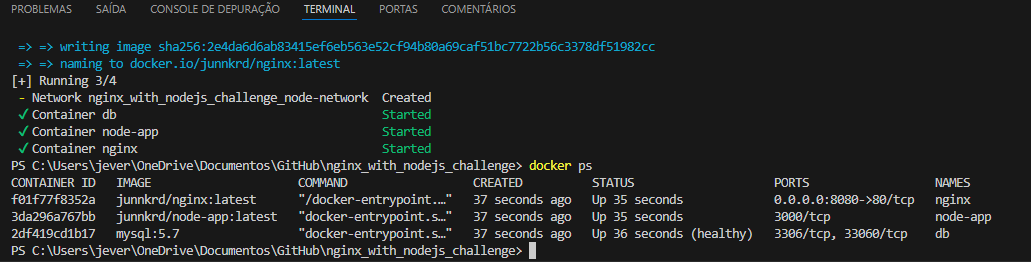 PROBLEMAS SAÍDA CONSOLE DE DEPURAÇÃO TERMINAL PORTAS COMENTÁRIOS
=> => writing image sha256:2e4da6d6ab83415ef6eb563e52cf94b80a69caf51bc7722b56c3378df51982cc
=> => naming to docker.io/junnkrd/nginx:latest
[+] Running 3/4
- Network nginx_with_nodejs_challenge_node-network Created
✔ Container db Started
✔ Container node-app Started
✔ Container nginx Started
PS C:\Users\jever\OneDrive\Documentos\GitHub\nginx_with_nodejs_challenge> docker ps
CONTAINER ID IMAGE COMMAND CREATED STATUS PORTS NAMES
f01f77f8352a junnkrd/nginx:latest "/docker-entrypoint.…" 37 seconds ago Up 35 seconds 0.0.0.0:8080->80/tcp nginx
3da296a767bb junnkrd/node-app:latest "docker-entrypoint.s…" 37 seconds ago Up 35 seconds 3000/tcp node-app
2df419cd1b17 mysql:5.7 "docker-entrypoint.s…" 37 seconds ago Up 36 seconds (healthy) 3306/tcp, 33060/tcp db
PS C:\Users\jever\OneDrive\Documentos\GitHub\nginx_with_nodejs_challenge>